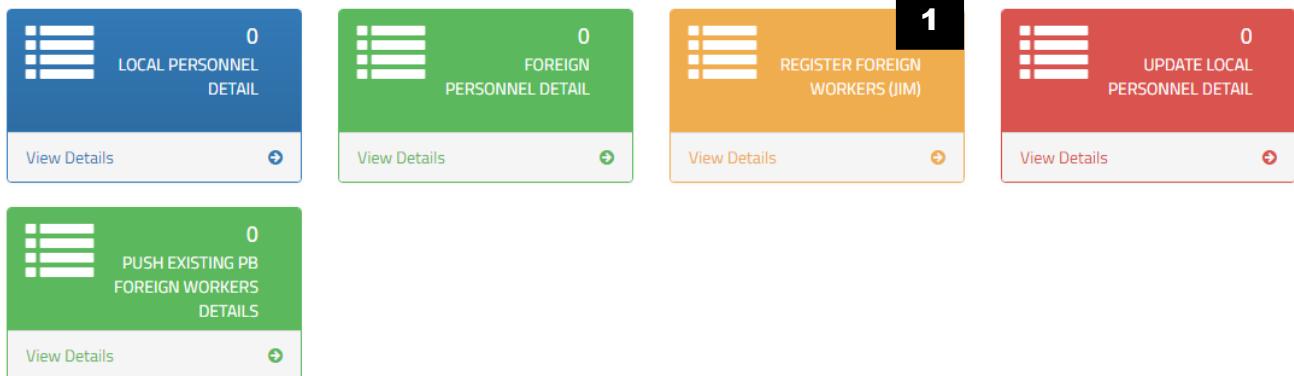 0
LOCAL PERSONNEL
DETAIL
View Details
0
FOREIGN
PERSONNEL DETAIL
View Details
1
REGISTER FOREIGN
WORKERS (JIM)
View Details
0
UPDATE LOCAL
PERSONNEL DETAIL
View Details
0
PUSH EXISTING PB
FOREIGN WORKERS
DETAILS
View Details